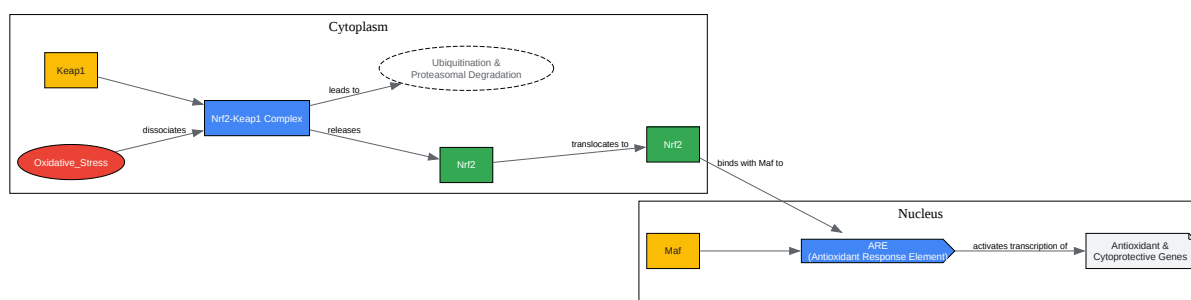 Cytoplasm
Keap1
Ubiquitination &
Proteasomal Degradation
leads to
Nrf2-Keap1 Complex
dissociates
releases
Oxidative_Stress
Nrf2
translocates to
Nrf2
binds with Maf to
Nucleus
Maf
ARE
(Antioxidant Response Element)
activates transcription of
Antioxidant &
Cytoprotective Genes